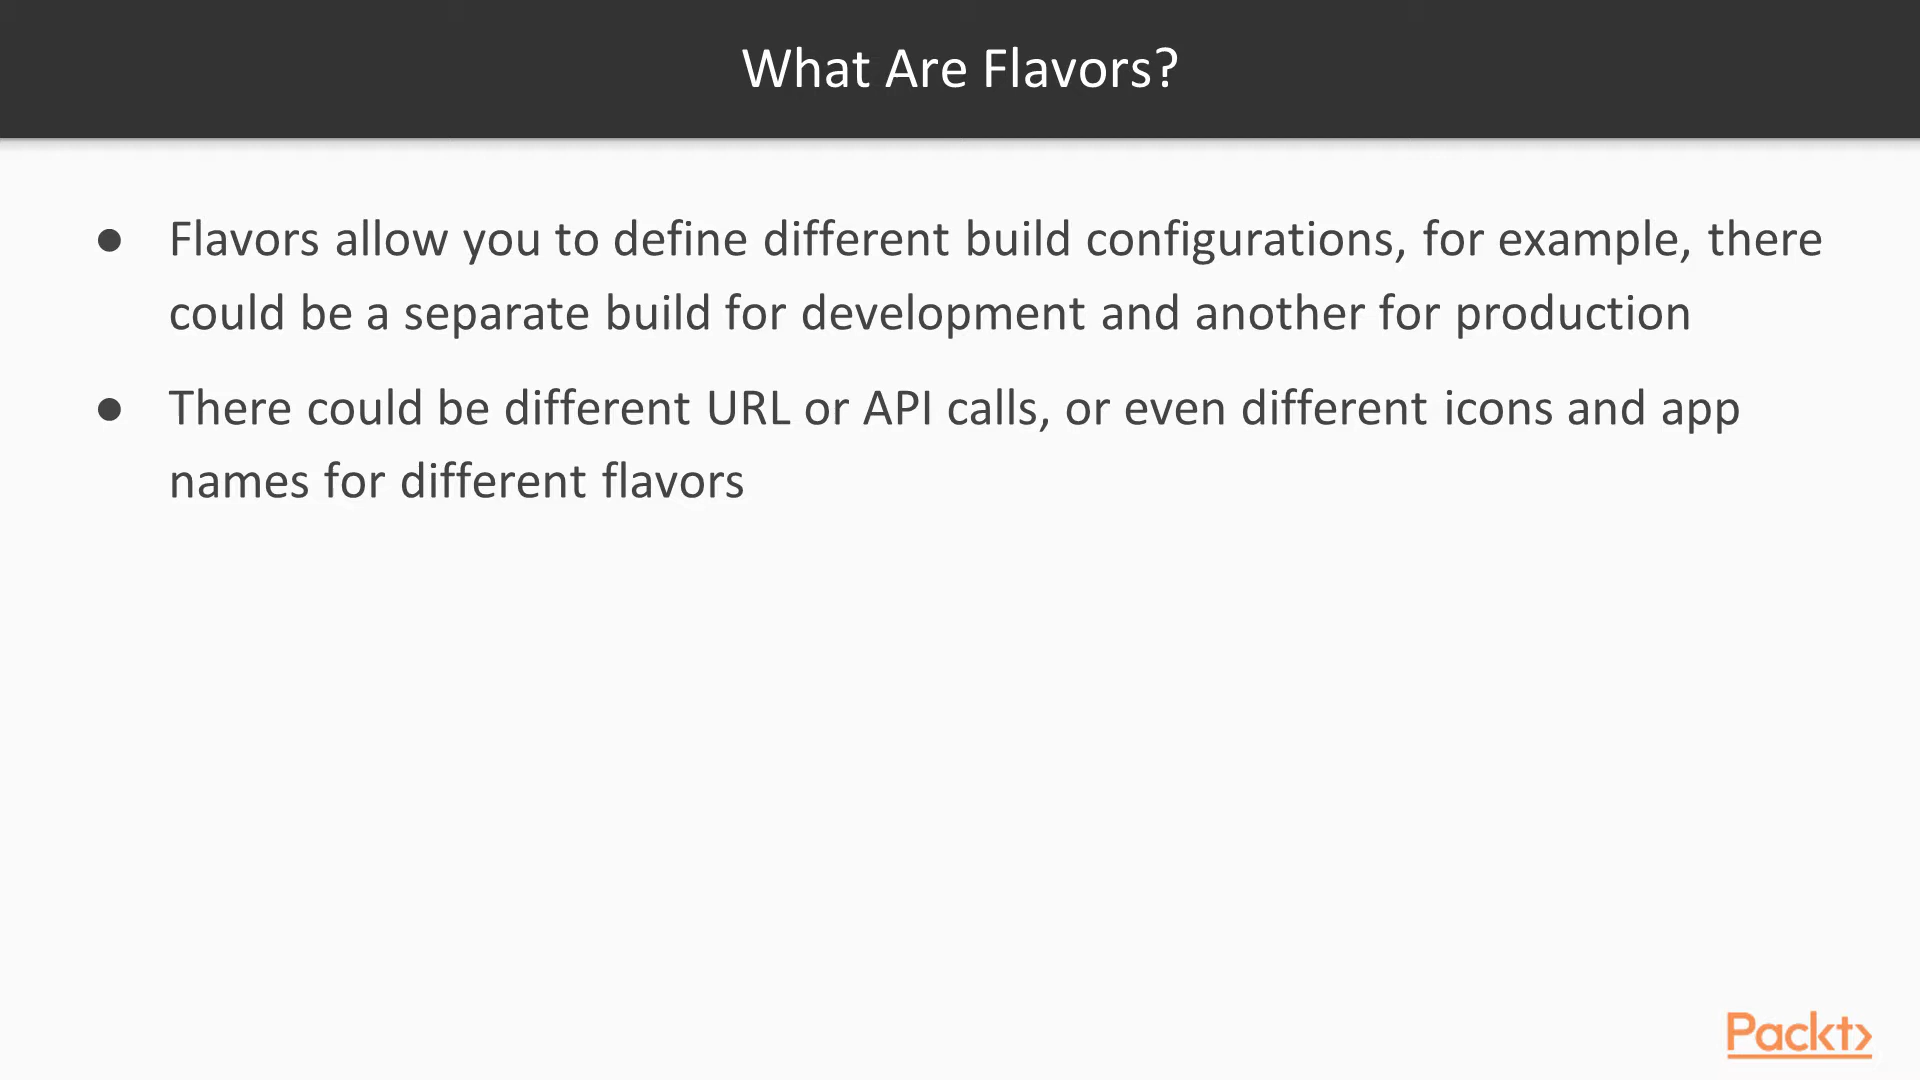 What Are Flavors?
● Flavors allow you to define different build configurations, for example, there
could be a separate build for development and another for production
● There could be different URL or API calls, or even different icons and app
names for different flavors
Packt>